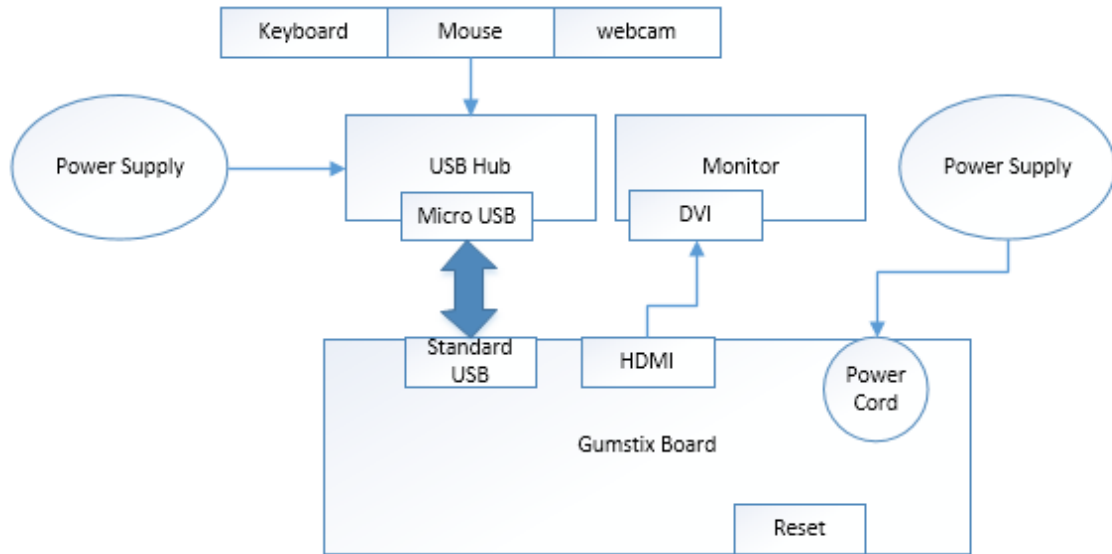 Keyboard
Mouse
webcam
Power Supply
USB Hub
Monitor
Power Supply
Micro USB
DVI
Standard
USB
HDMI
Power
Cord
Gumstix Board
Reset